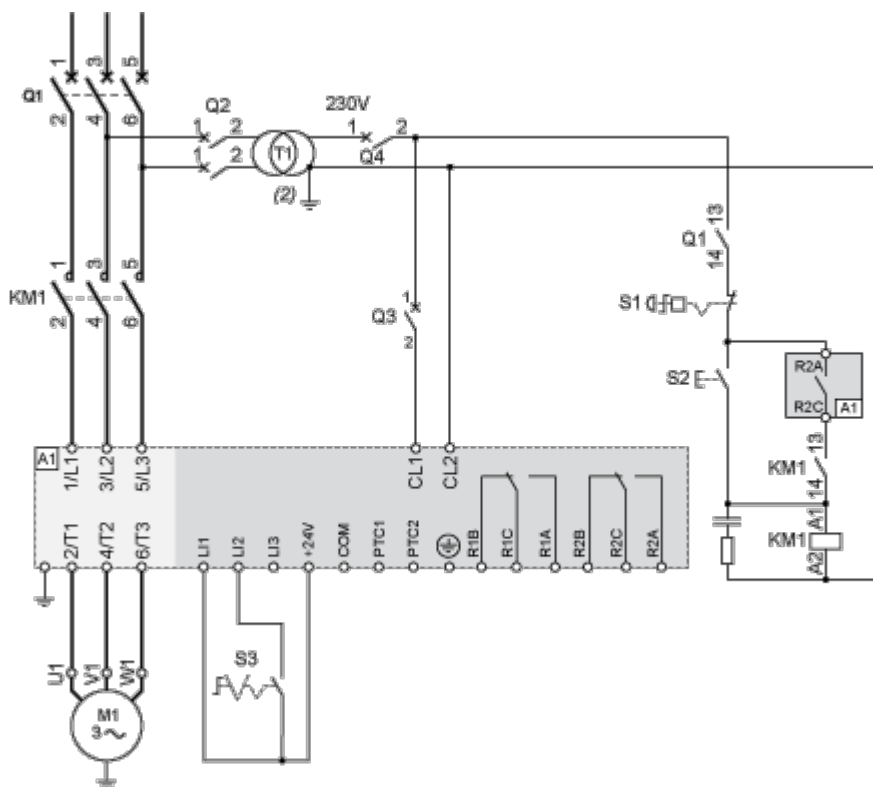 1 3 5
Q1
2 4 6
Q2
1 2
1 2
T1
(2)
230V
1 2
Q4
13
Q1
14
1 3 5
KM1
2 4 6
1
Q3
2
S1
S2
R2A
R2C A1
13
KM1
14
A1
KM1
A2
A1
1/L1 3/L2 5/L3
CL1 CL2
2/T1 4/T2 6/T3
LI1 LI2 LI3 +24V COM PTC1 PTC2 R1B R1C R1A R2B R2C R2A
S3
U1 V1 W1
M1
3